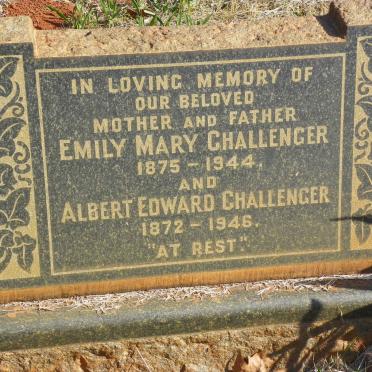 IN LOVING MEMORY OF
OUR BELOVED
MOTHER AND FATHER
EMILY MARY CHALLENGER
1875-1944.
AND
ALBERT EDWARD CHALLENGER
1872-1946.
"AT REST".